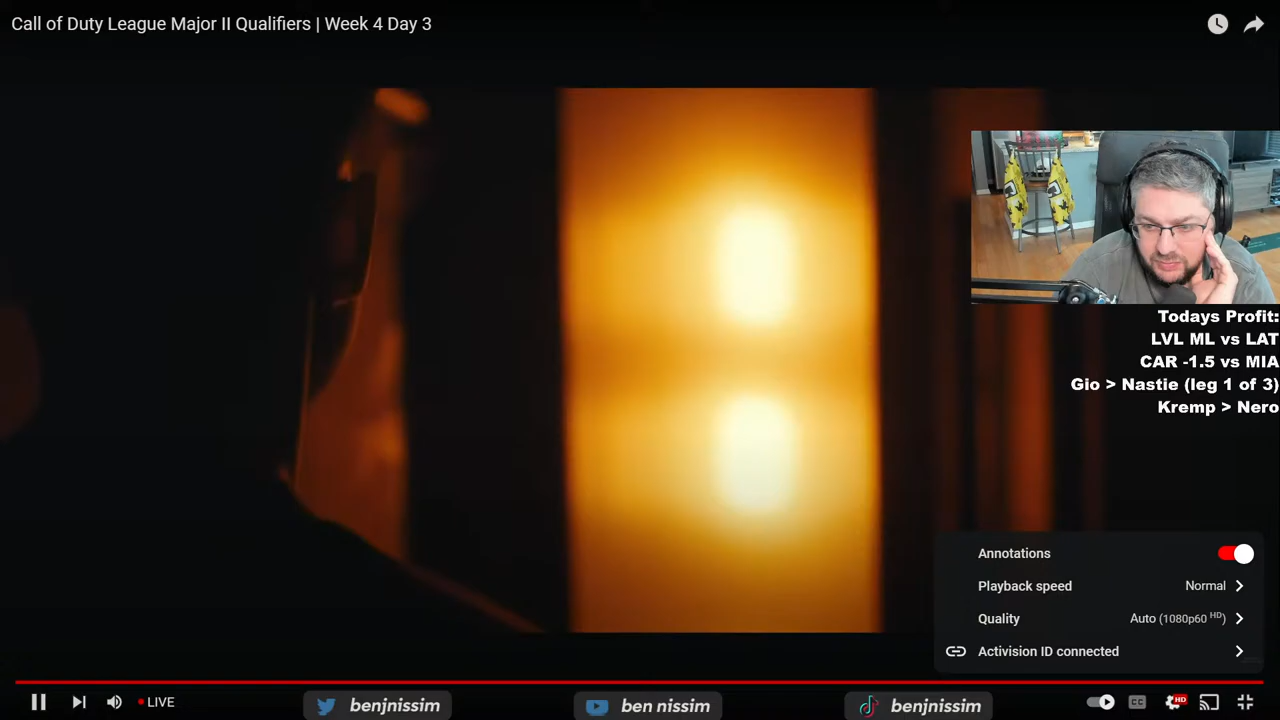 Call of Duty League Major II Qualifiers | Week 4 Day 3
Todays Profit:
LVL ML vs LAT
CAR -1.5 vs MIA
Gio > Nastie (leg 1 of 3)
Kremp > Nero
Annotations
Playback speed Normal
Quality Auto (1080p60 HD)
Activision ID connected
LIVE
benjnissim
ben nissim
benjnissim
CC
HD